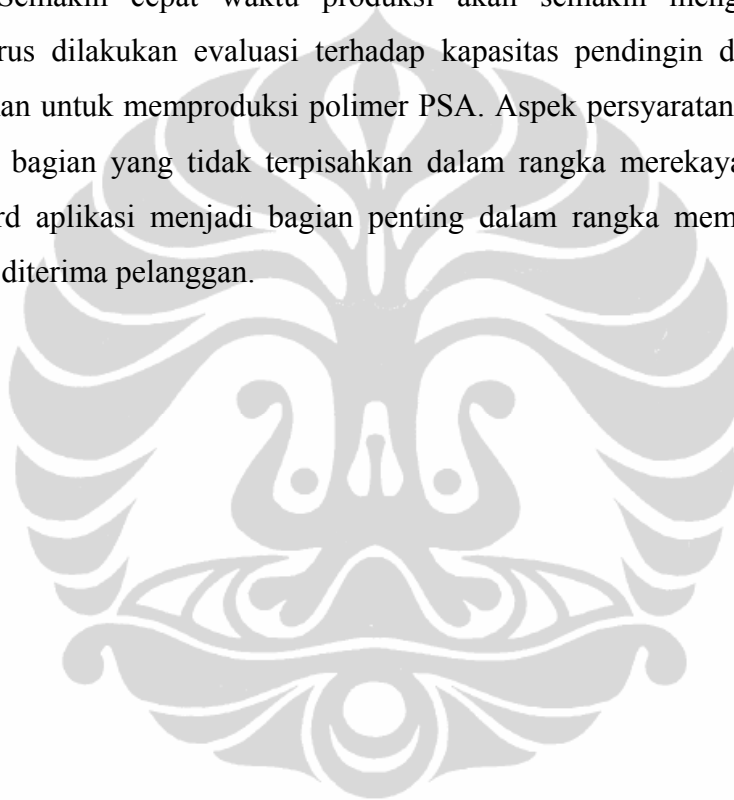 Semakin cepat waktu produksi akan semakin meng
rus dilakukan evaluasi terhadap kapasitas pendingin d
an untuk memproduksi polimer PSA. Aspek persyaratan
bagian yang tidak terpisahkan dalam rangka merekaya
rd aplikasi menjadi bagian penting dalam rangka mem
diterima pelanggan.